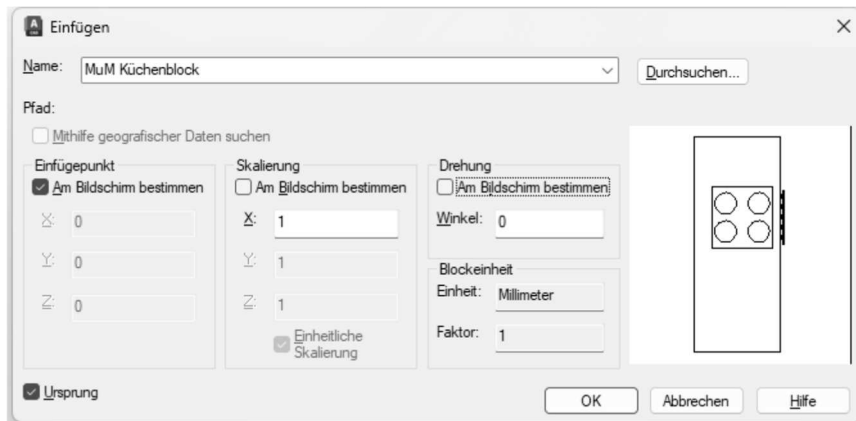 Einfügen
Name: MuM Küchenblock Durchsuchen...
Pfad:
Mithilfe geografischer Daten suchen
Einfügepunkt
Am Bildschirm bestimmen
X: 0
Y: 0
Z: 0
Skalierung
Am Bildschirm bestimmen
X: 1
Y: 1
Z: 1
Einheitliche
Skalierung
Drehung
Am Bildschirm bestimmen
Winkel: 0
Blockeinheit
Einheit: Millimeter
Faktor: 1
Ursprung
OK Abbrechen Hilfe